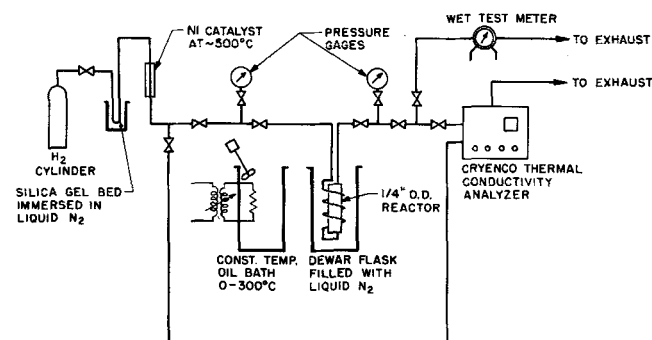 NI CATALYST
AT ~500°C
PRESSURE
GAGES
WET TEST METER
TO EXHAUST
TO EXHAUST
H2
CYLINDER
SILICA GEL BED
IMMERSED IN
LIQUID N2
CONST. TEMP.
OIL BATH
0-300°C
DEWAR FLASK
FILLED WITH
LIQUID N2
1/4" O.D.
REACTOR
CRYENCO THERMAL
CONDUCTIVITY
ANALYZER